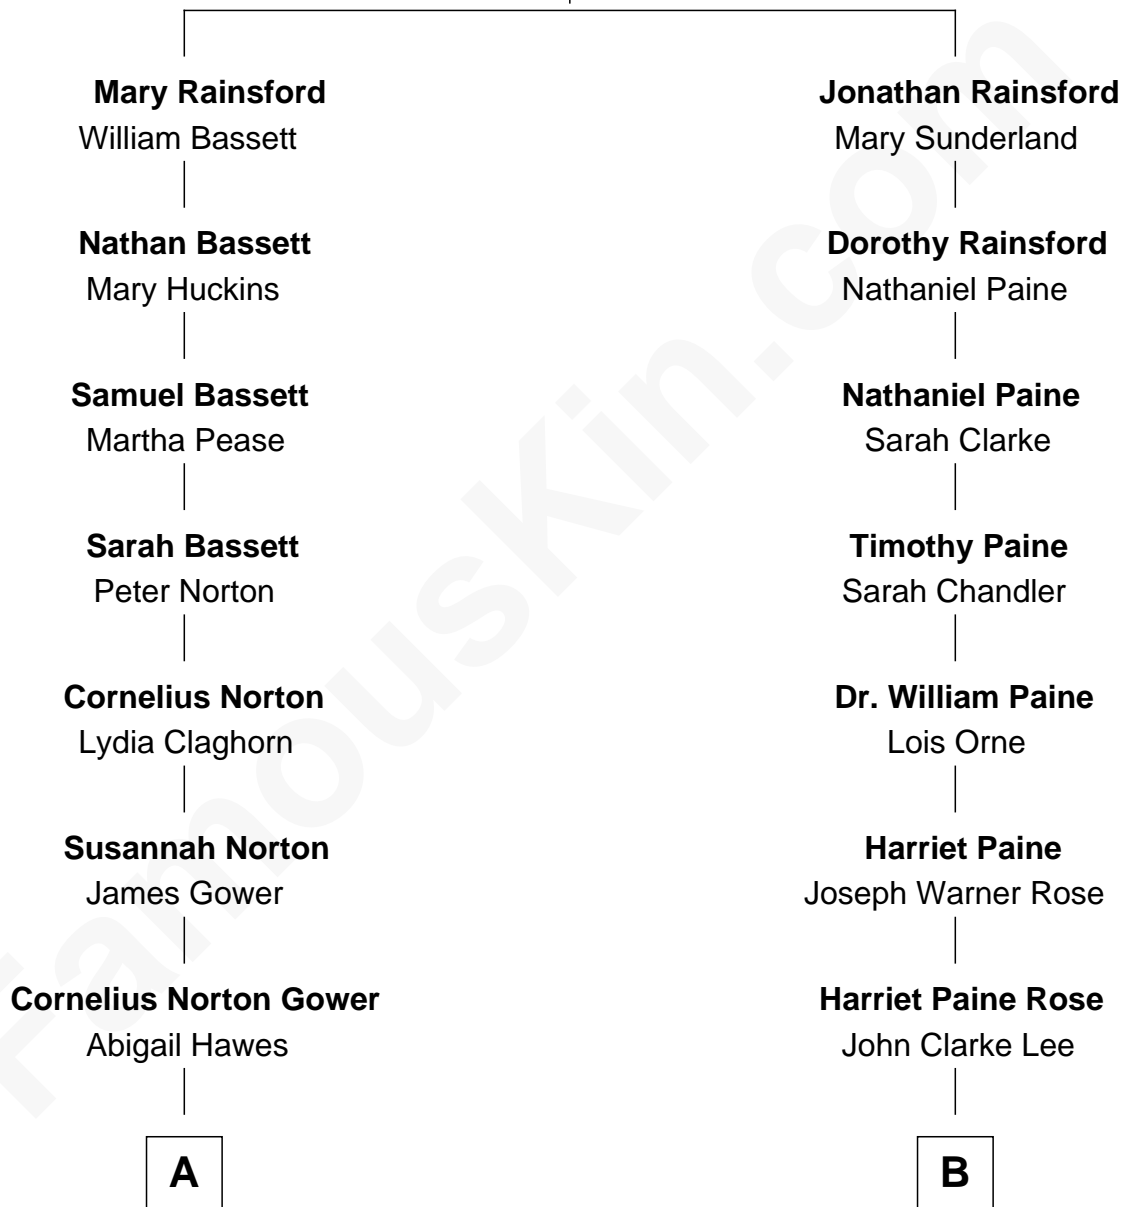 Mary Rainsford
William Bassett
Jonathan Rainsford
Mary Sunderland
Nathan Bassett
Mary Huckins
Dorothy Rainsford
Nathaniel Paine
Samuel Bassett
Martha Pease
Nathaniel Paine
Sarah Clarke
Sarah Bassett
Peter Norton
Timothy Paine
Sarah Chandler
Cornelius Norton
Lydia Claghorn
Dr. William Paine
Lois Orne
Susannah Norton
James Gower
Harriet Paine
Joseph Warner Rose
Cornelius Norton Gower
Abigail Hawes
Harriet Paine Rose
John Clarke Lee
A
B
FamousKin.com